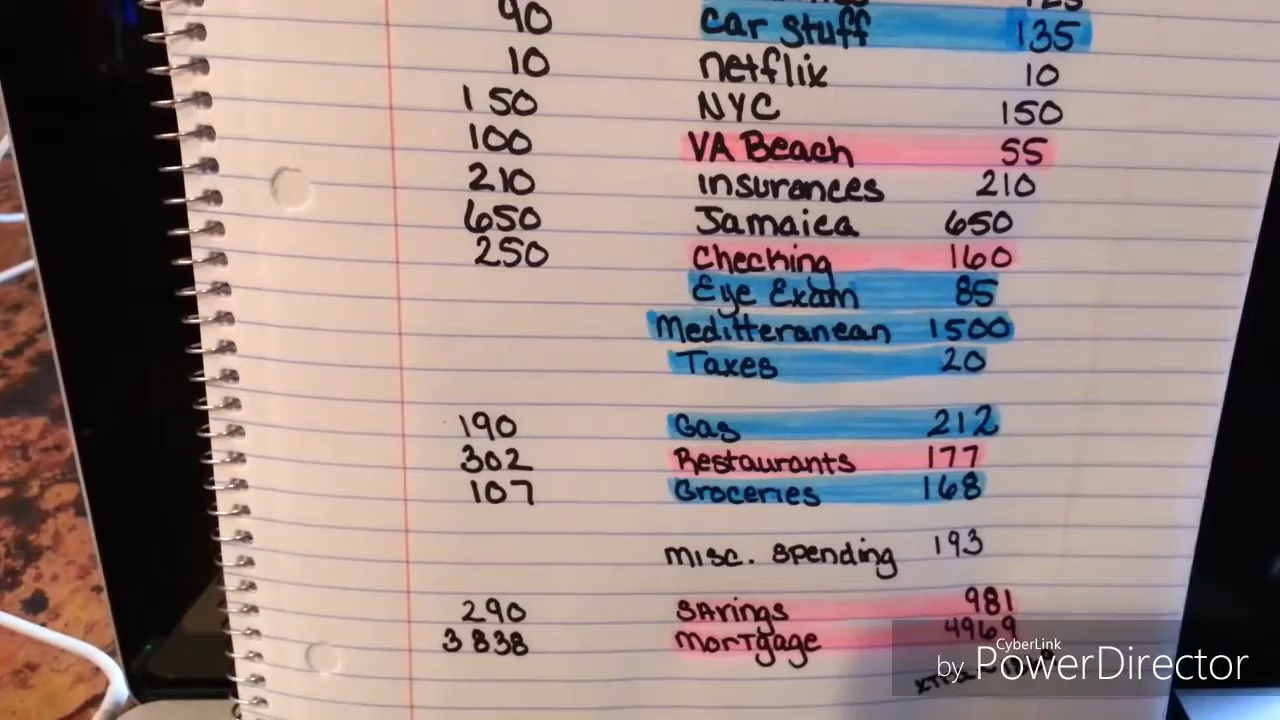 90 Car Stuff 135
10 netflix 10
150 NYC 150
100 VA Beach 55
210 insurances 210
650 Jamaica 650
250 Checking 160
Eye Exam 85
Meditteranean 1500
Taxes 20
190 Gas 212
302 Restaurants 177
107 Groceries 168
misc. spending 193
290 SAvings 981
3838 Mortgage 4969
CyberLink
by PowerDirector